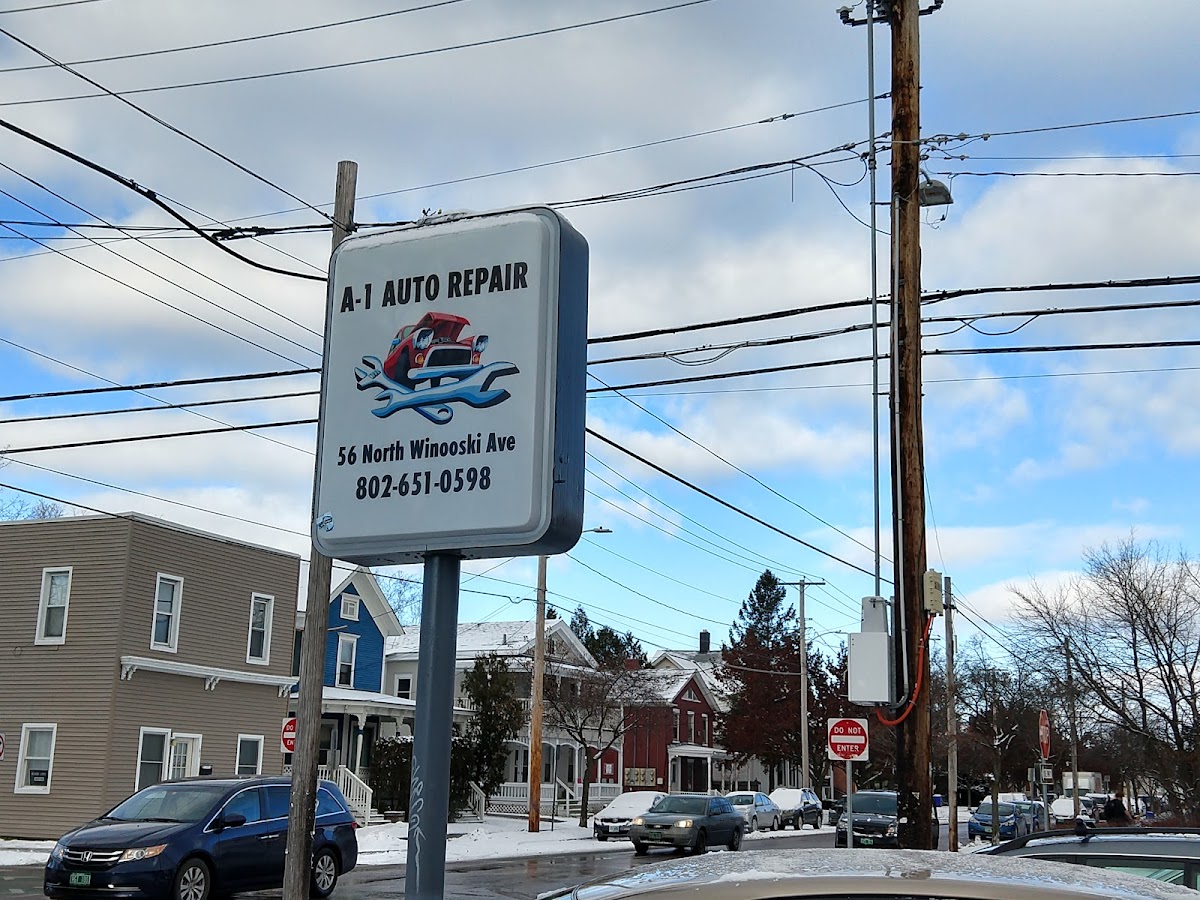 A-1 AUTO REPAIR
56 North Winooski Ave
802-651-0598
DO NOT
ENTER